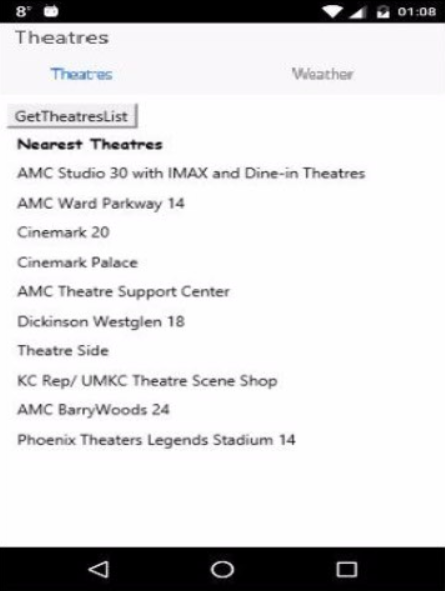 8° 01:08
Theatres
Theatres Weather
GetTheatresList
Nearest Theatres
AMC Studio 30 with IMAX and Dine-in Theatres
AMC Ward Parkway 14
Cinemark 20
Cinemark Palace
AMC Theatre Support Center
Dickinson Westglen 18
Theatre Side
KC Rep/ UMKC Theatre Scene Shop
AMC BarryWoods 24
Phoenix Theaters Legends Stadium 14